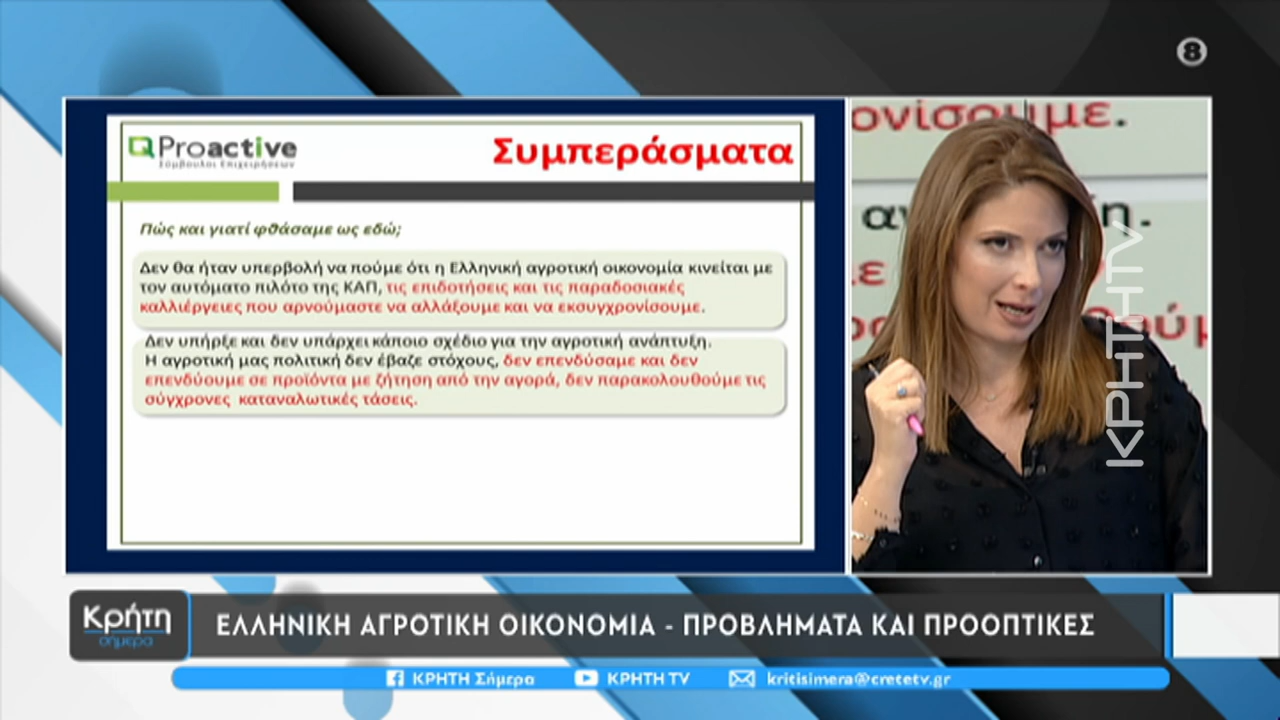 8
Proactive
Σύμβουλοι Επιχειρήσεων
Συμπεράσματα
Πώς και γιατί φθάσαμε ως εδώ;
Δεν θα ήταν υπερβολή να πούμε ότι η Ελληνική αγροτική οικονομία κινείται με
τον αυτόματο πιλότο της ΚΑΠ, τις επιδοτήσεις και τις παραδοσιακές
καλλιέργειες που αρνούμαστε να αλλάξουμε και να εκσυγχρονίσουμε.
Δεν υπήρξε και δεν υπάρχει κάποιο σχέδιο για την αγροτική ανάπτυξη.
Η αγροτική μας πολιτική δεν έβαζε στόχους, δεν επενδύσαμε και δεν
επενδύουμε σε προϊόντα με ζήτηση από την αγορά, δεν παρακολουθούμε τις
σύγχρονες καταναλωτικές τάσεις.
ονίσουμε.
ΚΡΗΤΗTV
Κρήτη
σήμερα
ΕΛΛΗΝΙΚΗ ΑΓΡΟΤΙΚΗ ΟΙΚΟΝΟΜΙΑ - ΠΡΟΒΛΗΜΑΤΑ ΚΑΙ ΠΡΟΟΠΤΙΚΕΣ
ΚΡΗΤΗ Σήμερα
ΚΡΗΤΗ TV
kritisimera@cretetv.gr